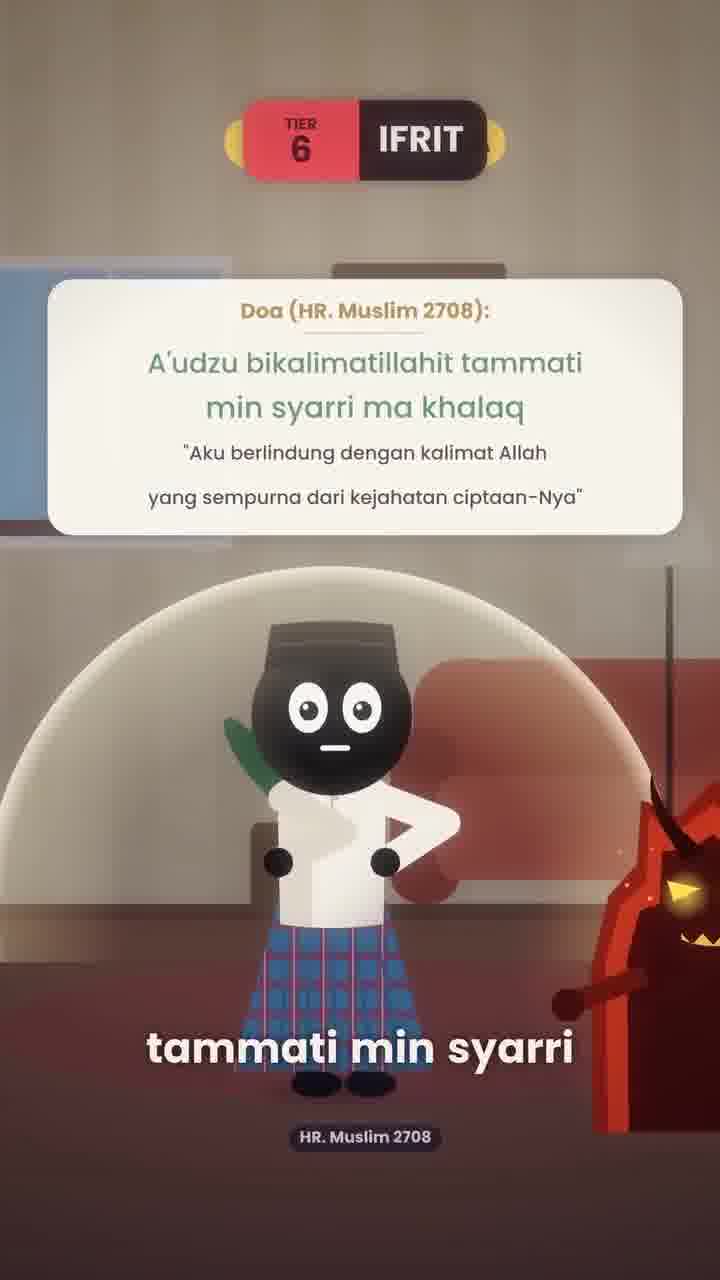 TIER
6
IFRIT
Doa (HR. Muslim 2708):
A'udzu bikalimatillahit tammati
min syarri ma khalaq
"Aku berlindung dengan kalimat Allah
yang sempurna dari kejahatan ciptaan-Nya"
tammati min syarri
HR. Muslim 2708